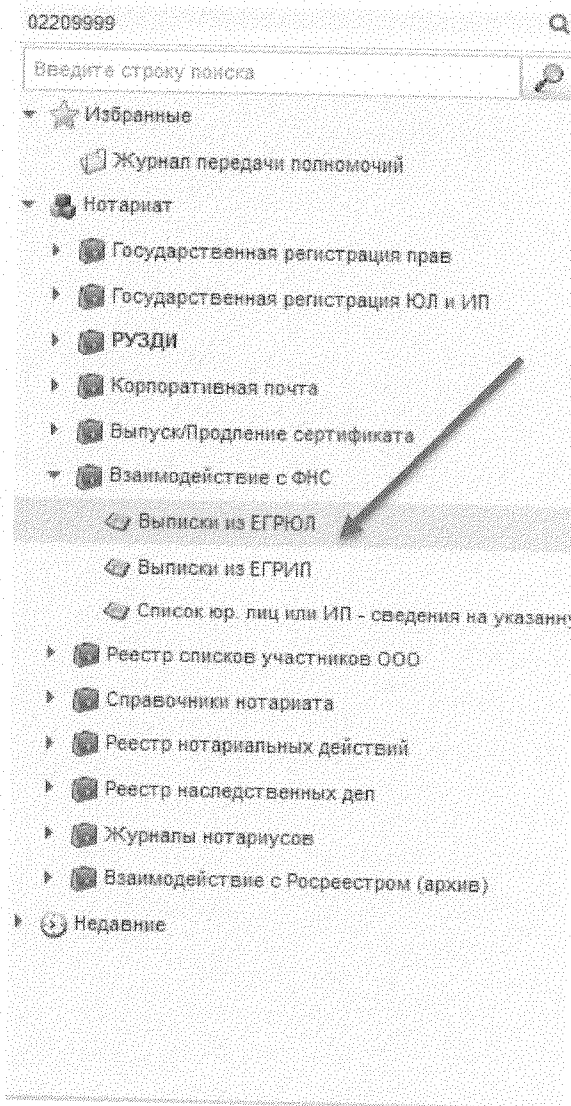 02209999
Введите строку поиска
Избранные
Журнал передачи полномочий
Нотариат
Государственная регистрация прав
Государственная регистрация ЮЛ и ИП
РУЗДИ
Корпоративная почта
Выпуск/Продление сертификата
Взаимодействие с ФНС
Выписки из ЕГРЮЛ
Выписки из ЕГРИП
Список юр. лиц или ИП - сведения на указанну
Реестр списков участников ООО
Справочники нотариата
Реестр нотариальных действий
Реестр наследственных дел
Журналы нотариусов
Взаимодействие с Росреестром (архив)
Недавние